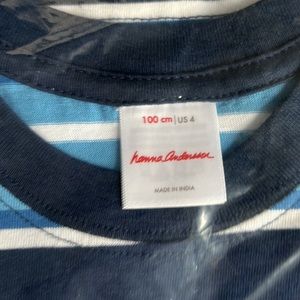 100 cm | US 4
hanna andersson
MADE IN INDIA